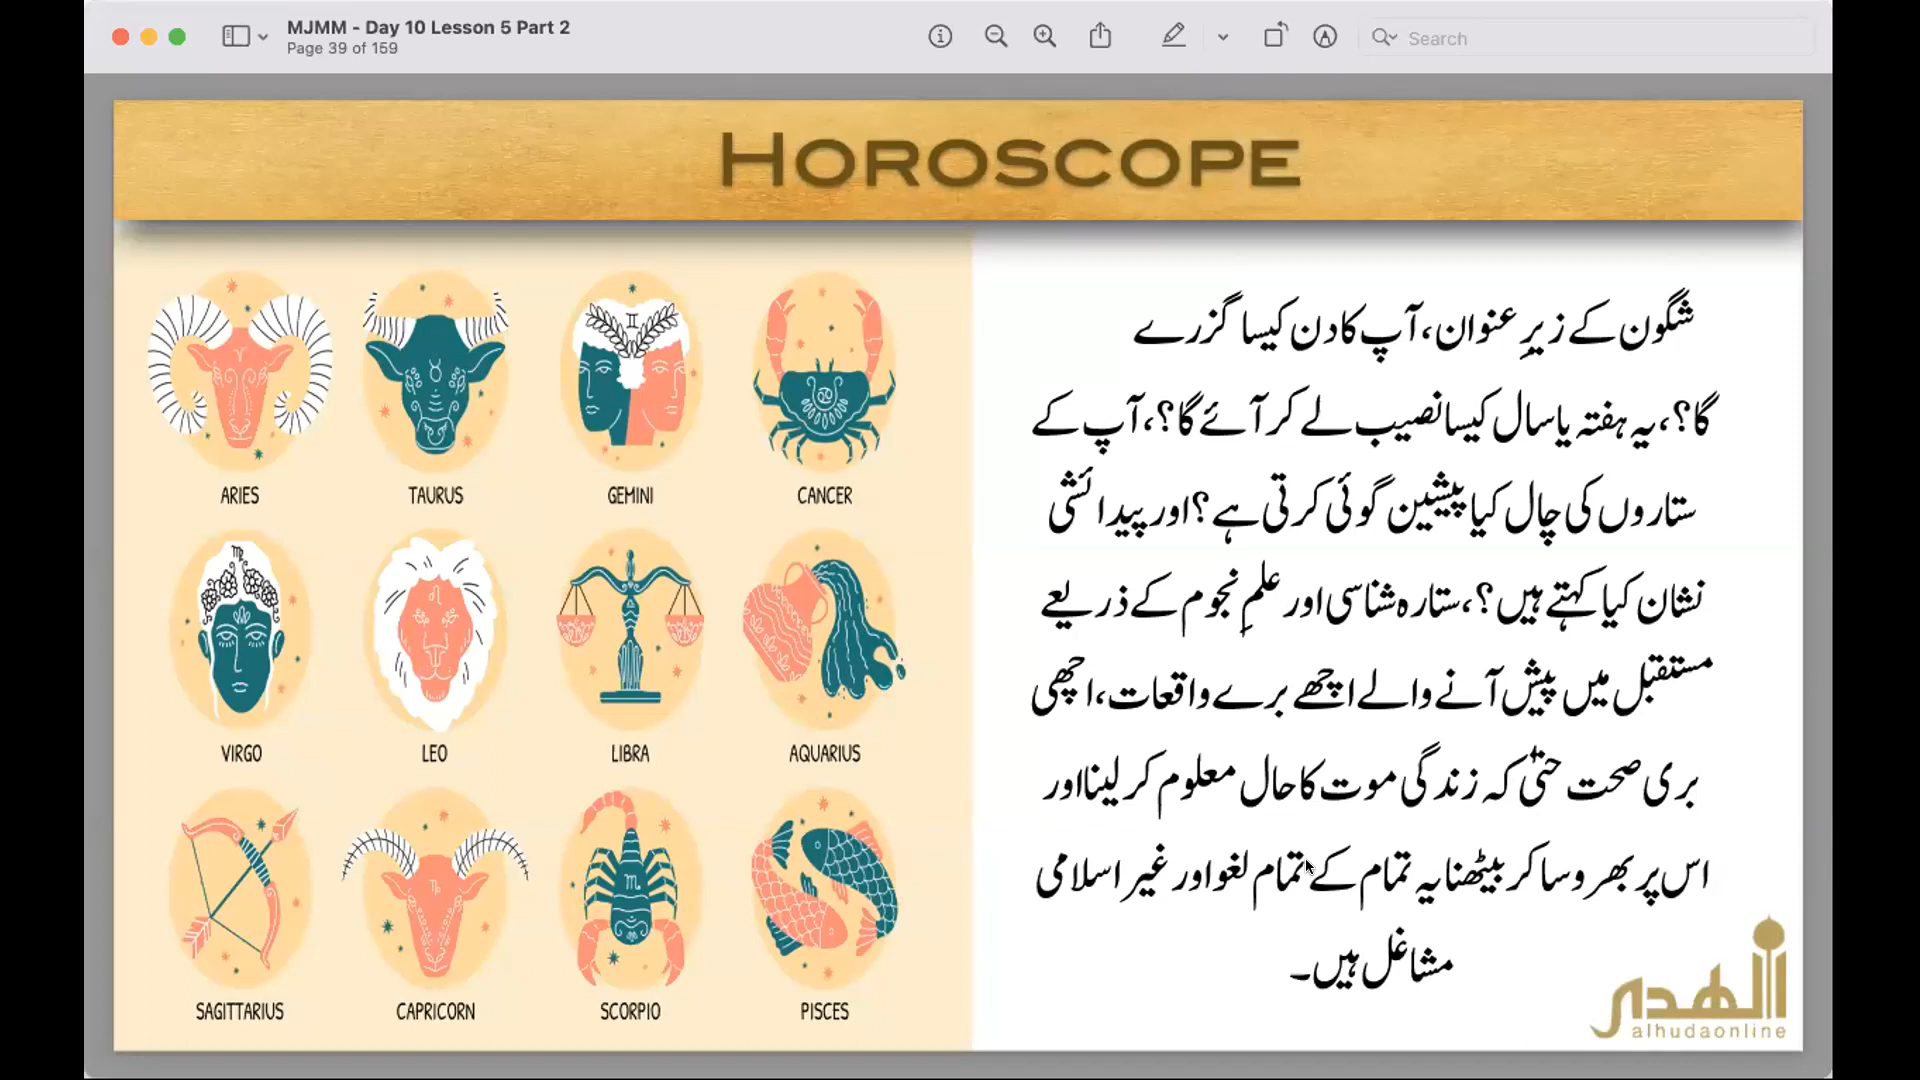 MJMM - Day 10 Lesson 5 Part 2
Page 39 of 159
Search
HOROSCOPE
ARIES
TAURUS
GEMINI
CANCER
VIRGO
LEO
LIBRA
AQUARIUS
SAGITTARIUS
CAPRICORN
SCORPIO
PISCES
شگون کے زیرِ عنوان، آپ کا دن کیسا گزرے
گا؟، یہ ہفتہ یا سال کیسا نصیب لے کر آئے گا؟، آپ کے
ستاروں کی چال کیا پیشین گوئی کرتی ہے؟ اور پیدائشی
نشان کیا کہتے ہیں؟، ستارہ شناسی اور علمِ نجوم کے ذریعے
مستقبل میں پیش آنے والے اچھے برے واقعات، اچھی
بری صحت حتیٰ کہ زندگی موت کا حال معلوم کر لینا اور
اس پر بھروسا کر بیٹھنا یہ تمام کے تمام لغو اور غیر اسلامی
مشاغل ہیں۔
الهدى
alhudaonline